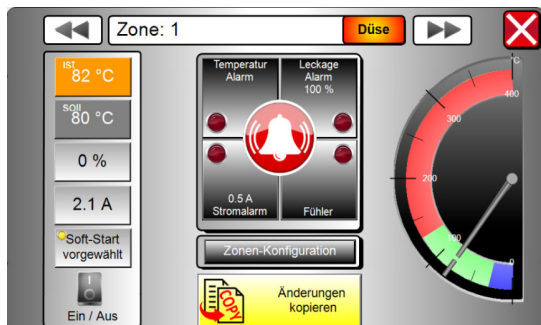 Zone: 1
Düse
ist
82 °C
soll
80 °C
0 %
2.1 A
Soft-Start
vorgewählt
Ein / Aus
Temperatur
Alarm
Leckage
Alarm
100 %
0.5 A
Stromalarm
Fühler
Zonen-Konfiguration
COPY
Änderungen
kopieren
°C
400
300
200
100
0